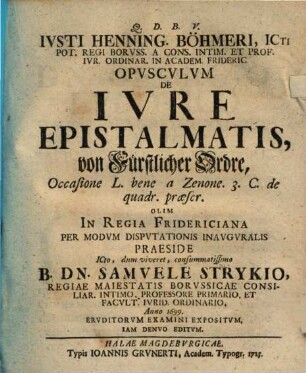 Q. D. B. V.
IVSTI HENNING. BÖHMERI, ICTI
POT. REGI BORVSS. A CONS. INTIM. ET PROF.
IVR. ORDINAR. IN ACADEM. FRIDERIC
OPVSCVLVM
DE
IVRE
EPISTALMATIS,
von Fürstlicher Ordre,
Occasione L. bene a Zenone. 3. C. de
quadr. præscr.
OLIM
IN REGIA FRIDERICIANA
PER MODVM DISPVTATIONIS INAVGVRALIS
PRAESIDE
ICto, dum viveret, consummatissimo
B. DN. SAMVELE STRYKIO,
REGIAE MAIESTATIS BORVSSICAE CONSI-
LIAR. INTIMO, PROFESSORE PRIMARIO, ET
FACVLT. IVRID. ORDINARIO,
Anno 1699.
ERVDITORVM EXAMINI EXPOSITVM,
IAM DENVO EDITVM.
HALAE MAGDEBVRGICAE.
Typis IOANNIS GRVNERTI, Academ. Typogr. 1725.